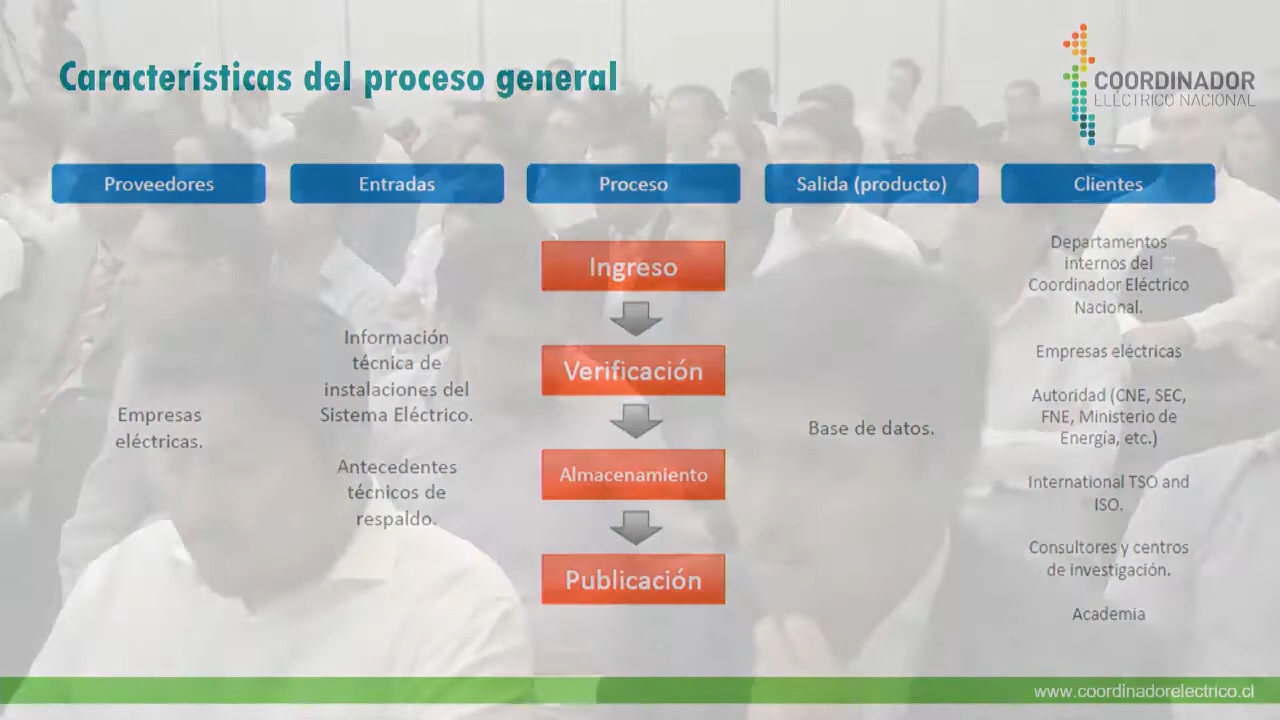 Características del proceso general
COORDINADOR
ELÉCTRICO NACIONAL
Proveedores
Entradas
Proceso
Salida (producto)
Clientes
Empresas
eléctricas.
Información
técnica de
instalaciones del
Sistema Eléctrico.
Antecedentes
técnicos de
respaldo.
Ingreso
Verificación
Almacenamiento
Publicación
Base de datos.
Departamentos
internos del
Coordinador Eléctrico
Nacional.
Empresas eléctricas
Autoridad (CNE, SEC,
FNE, Ministerio de
Energía, etc.)
International TSO and
ISO.
Consultores y centros
de investigación.
Academia
www.coordinadorelectrico.cl